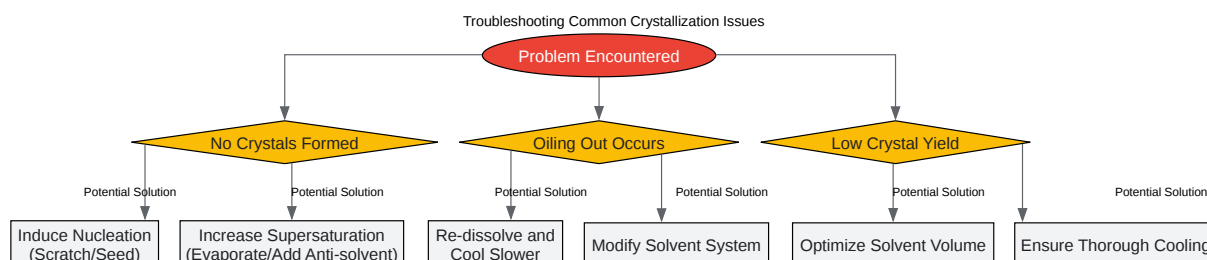 Troubleshooting Common Crystallization Issues
Problem Encountered
No Crystals Formed
Oiling Out Occurs
Low Crystal Yield
Potential Solution
Potential Solution
Potential Solution
Potential Solution
Potential Solution
Potential Solution
Induce Nucleation
(Scratch/Seed)
Increase Supersaturation
(Evaporate/Add Anti-solvent)
Re-dissolve and
Cool Slower
Modify Solvent System
Optimize Solvent Volume
Ensure Thorough Cooling